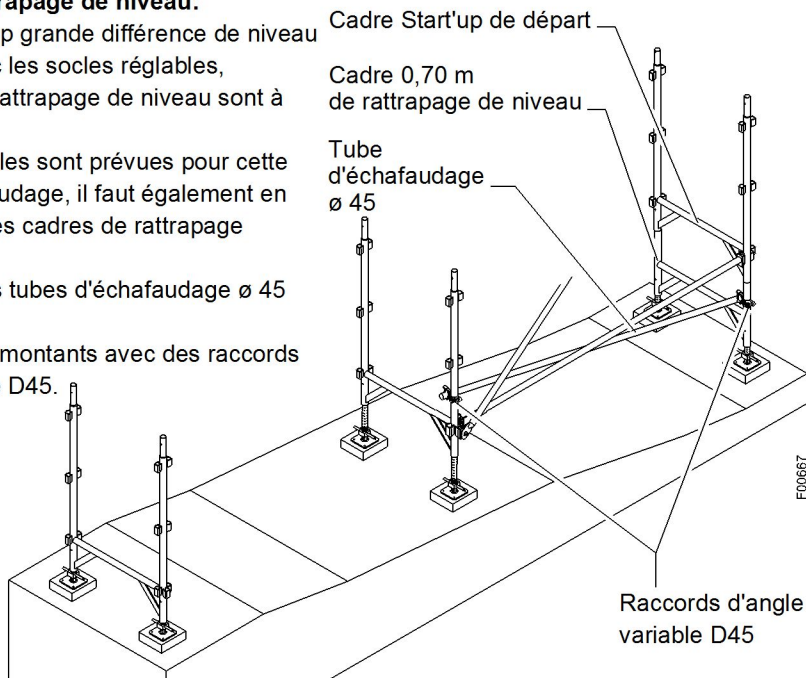 rapage de niveau:
p grande différence de niveau
les socles réglables,
attrapage de niveau sont à
les sont prévues pour cette
udage, il faut également en
es cadres de rattrapage
s tubes d'échafaudage ø 45
montants avec des raccords
D45.
Cadre Start'up de départ
Cadre 0,70 m
de rattrapage de niveau
Tube
d'échafaudage
ø 45
F00667
Raccords d'angle
variable D45